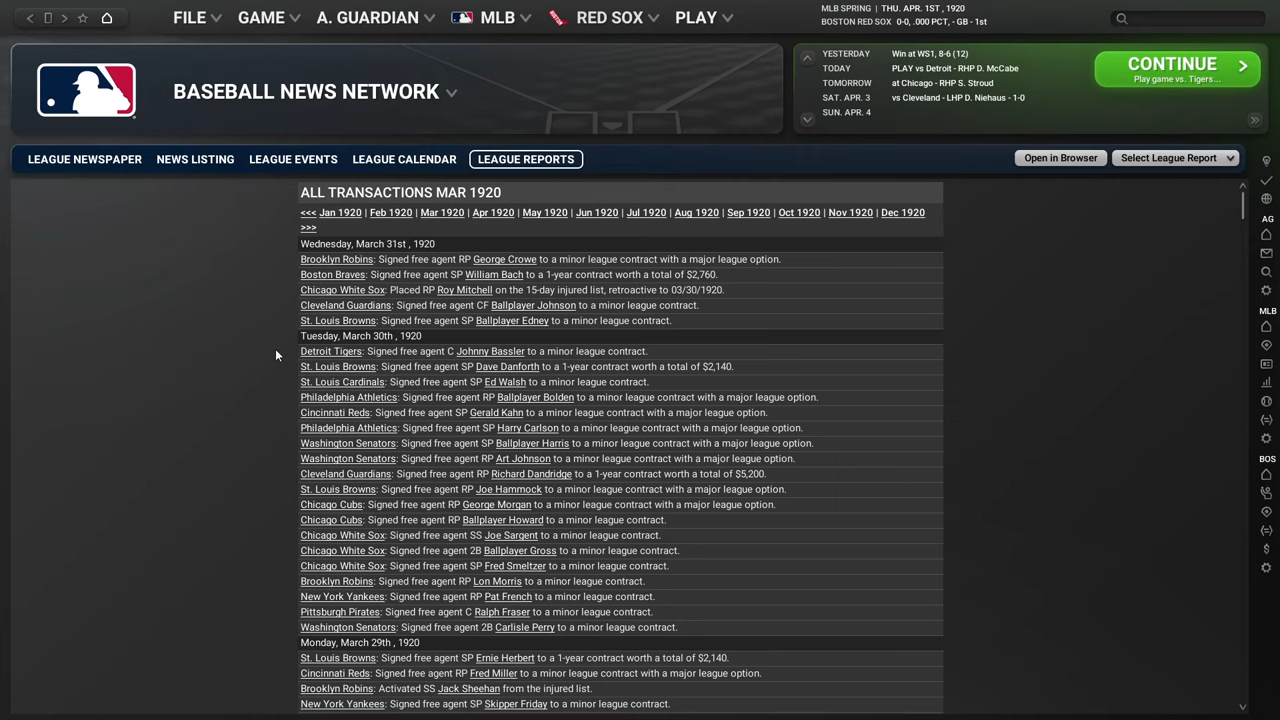 FILE GAME A. GUARDIAN MLB RED SOX PLAY
MLB SPRING | THU. APR. 1ST , 1920
BOSTON RED SOX 0-0, .000 PCT, - GB - 1st
BASEBALL NEWS NETWORK
YESTERDAY Win at WS1, 8-6 (12)
TODAY PLAY vs Detroit - RHP D. McCabe
TOMORROW at Chicago - RHP S. Stroud
SAT. APR. 3 vs Cleveland - LHP D. Niehaus - 1-0
SUN. APR. 4
CONTINUE
Play game vs. Tigers...
LEAGUE NEWSPAPER NEWS LISTING LEAGUE EVENTS LEAGUE CALENDAR LEAGUE REPORTS Open in Browser Select League Report
ALL TRANSACTIONS MAR 1920
<<< Jan 1920 | Feb 1920 | Mar 1920 | Apr 1920 | May 1920 | Jun 1920 | Jul 1920 | Aug 1920 | Sep 1920 | Oct 1920 | Nov 1920 | Dec 1920
>>>
Wednesday, March 31st , 1920
Brooklyn Robins: Signed free agent RP George Crowe to a minor league contract with a major league option.
Boston Braves: Signed free agent SP William Bach to a 1-year contract worth a total of $2,760.
Chicago White Sox: Placed RP Roy Mitchell on the 15-day injured list, retroactive to 03/30/1920.
Cleveland Guardians: Signed free agent CF Ballplayer Johnson to a minor league contract.
St. Louis Browns: Signed free agent SP Ballplayer Edney to a minor league contract.
Tuesday, March 30th , 1920
Detroit Tigers: Signed free agent C Johnny Bassler to a minor league contract.
St. Louis Browns: Signed free agent SP Dave Danforth to a 1-year contract worth a total of $2,140.
St. Louis Cardinals: Signed free agent SP Ed Walsh to a minor league contract.
Philadelphia Athletics: Signed free agent RP Ballplayer Bolden to a minor league contract with a major league option.
Cincinnati Reds: Signed free agent SP Gerald Kahn to a minor league contract with a major league option.
Philadelphia Athletics: Signed free agent SP Harry Carlson to a minor league contract with a major league option.
Washington Senators: Signed free agent SP Ballplayer Harris to a minor league contract with a major league option.
Washington Senators: Signed free agent RP Art Johnson to a minor league contract with a major league option.
Cleveland Guardians: Signed free agent RP Richard Dandridge to a 1-year contract worth a total of $5,200.
St. Louis Browns: Signed free agent RP Joe Hammock to a minor league contract with a major league option.
Chicago Cubs: Signed free agent RP George Morgan to a minor league contract with a major league option.
Chicago Cubs: Signed free agent RP Ballplayer Howard to a minor league contract.
Chicago White Sox: Signed free agent SS Joe Sargent to a minor league contract.
Chicago White Sox: Signed free agent 2B Ballplayer Gross to a minor league contract.
Chicago White Sox: Signed free agent SP Fred Smeltzer to a minor league contract.
Brooklyn Robins: Signed free agent RP Lon Morris to a minor league contract.
New York Yankees: Signed free agent RP Pat French to a minor league contract.
Pittsburgh Pirates: Signed free agent C Ralph Fraser to a minor league contract.
Washington Senators: Signed free agent 2B Carlisle Perry to a minor league contract.
Monday, March 29th , 1920
St. Louis Browns: Signed free agent SP Ernie Herbert to a 1-year contract worth a total of $2,140.
Cincinnati Reds: Signed free agent RP Fred Miller to a minor league contract with a major league option.
Brooklyn Robins: Activated SS Jack Sheehan from the injured list.
New York Yankees: Signed free agent SP Skipper Friday to a minor league contract.
AG
MLB
BOS